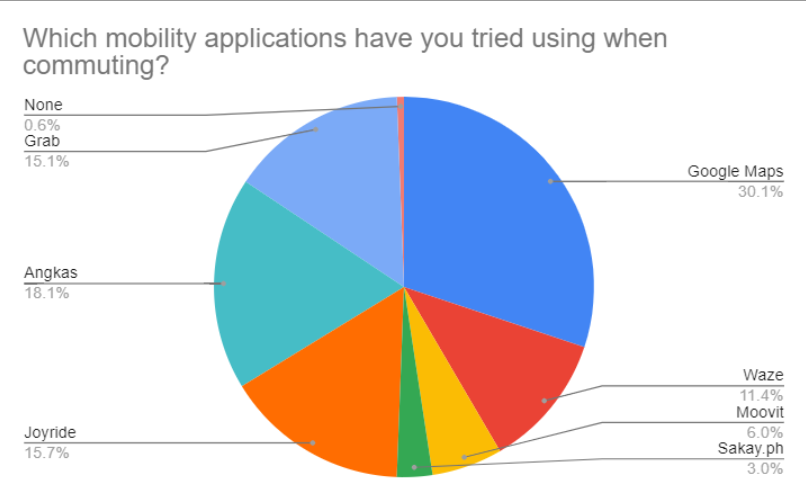 Which mobility applications have you tried using when
commuting?
None
0.6%
Grab
15.1%
Angkas
18.1%
Joyride
15.7%
Google Maps
30.1%
Waze
11.4%
Moovit
6.0%
Sakay.ph
3.0%